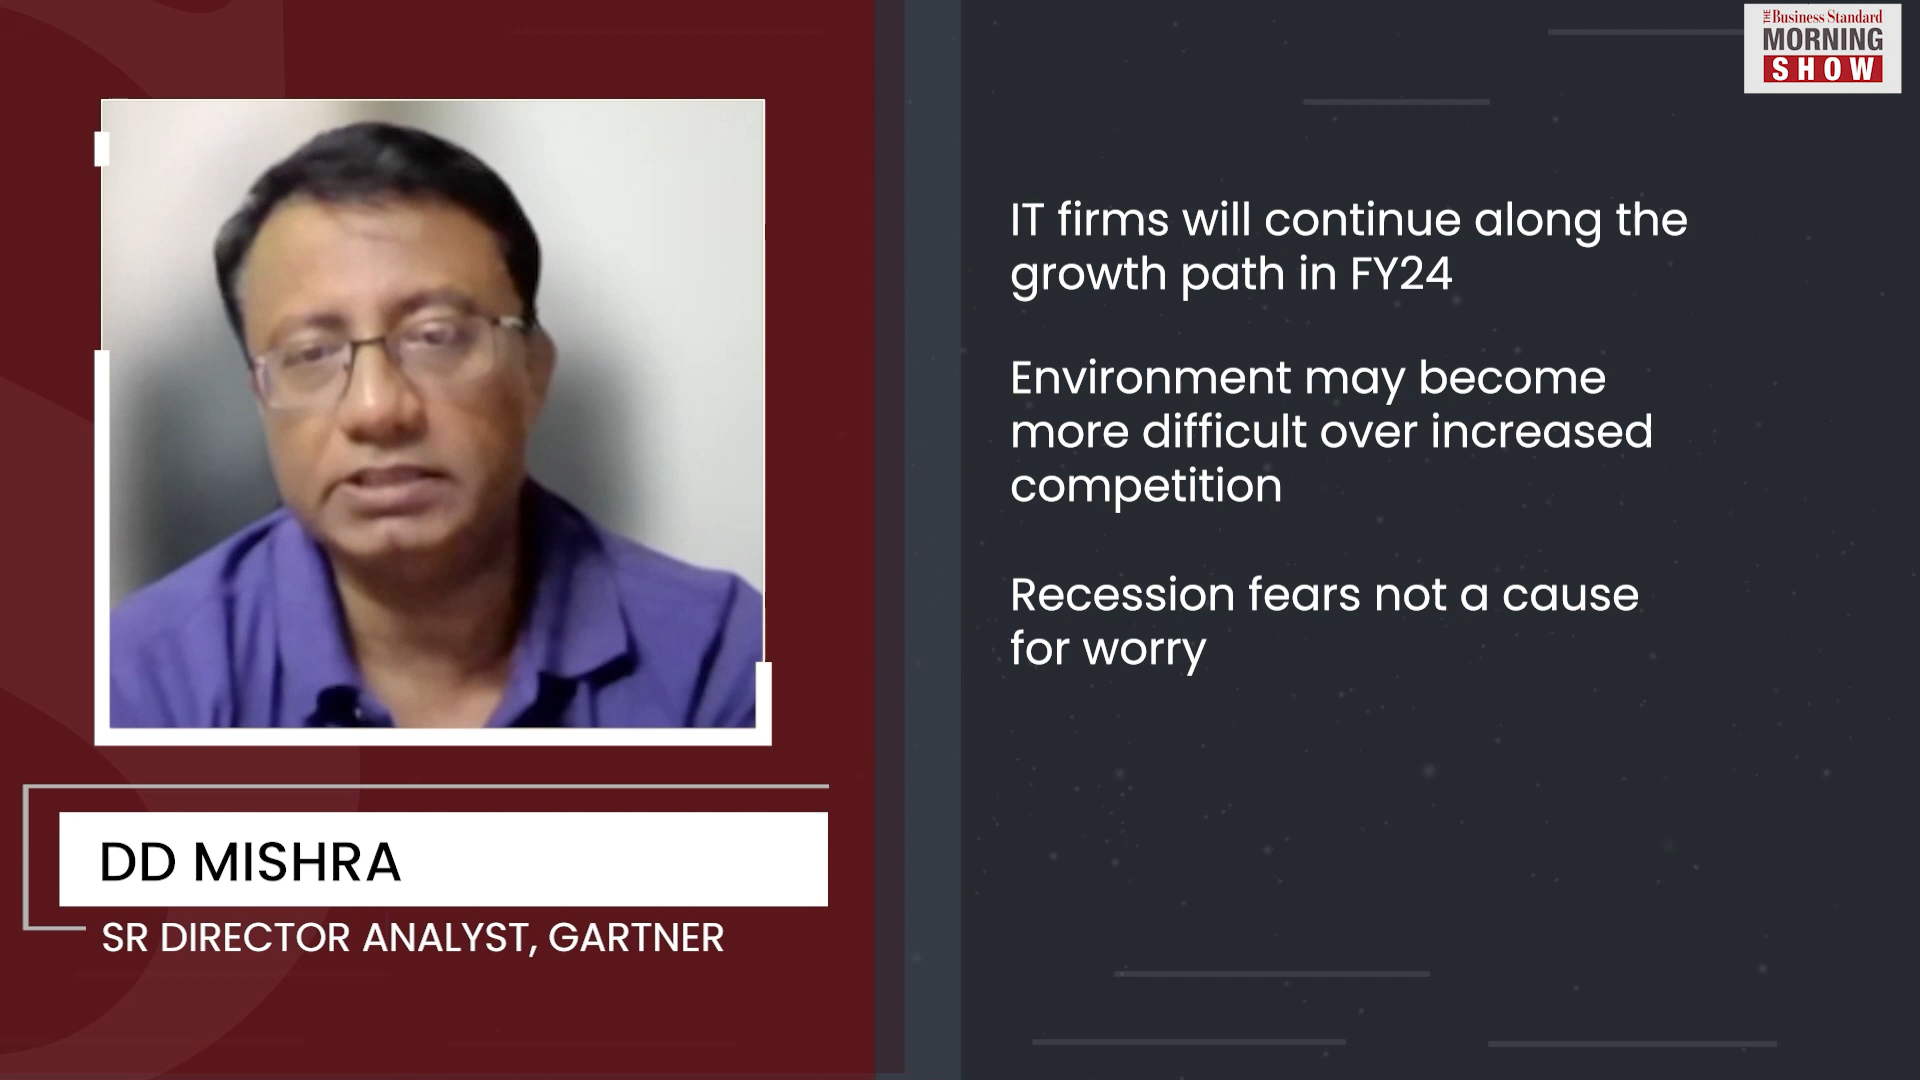 THE Business Standard
MORNING
SHOW
IT firms will continue along the
growth path in FY24
Environment may become
more difficult over increased
competition
Recession fears not a cause
for worry
DD MISHRA
SR DIRECTOR ANALYST, GARTNER